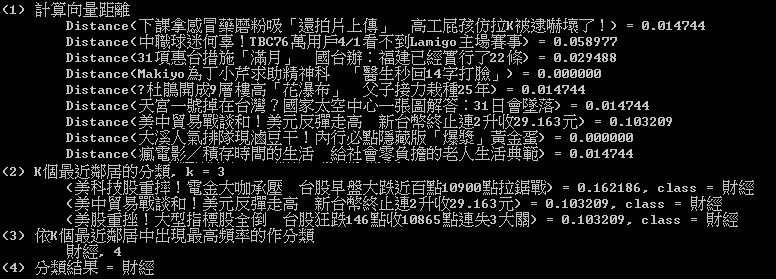 (1) 計算向量距離
Distance(下課拿感冒藥磨粉吸「還拍片上傳」 高工屁孩仿拉K被逮嚇壞了!) = 0.014744
Distance(中職球迷何辜!TBC76萬用戶4/1看不到Lamigo主場賽事) = 0.058977
Distance(31項惠台措施「滿月」 國台辦:福建已經實行了22條) = 0.029488
Distance(Makiyo為丁小芹求助精神科 「醫生秒回14字打臉」) = 0.000000
Distance(?杜鵑開成9層樓高「花瀑布」 父子接力栽種25年) = 0.014744
Distance(天宮一號掉在台灣?國家太空中心一張圖解答:31日會墜落) = 0.014744
Distance(美中貿易戰談和!美元反彈走高 新台幣終止連2升收29.163元) = 0.103209
Distance(大溪人氣排隊現滷豆干!內行必點隱藏版「爆漿」黃金蛋) = 0.000000
Distance(瘋電影/積存時間的生活 給社會零負擔的老人生活典範) = 0.014744
(2) K個最近鄰居的分類, k = 3
(美科技股重摔!電金大咖承壓 台股早盤大跌近百點10900點拉鋸戰) = 0.162186, class = 財經
(美中貿易戰談和!美元反彈走高 新台幣終止連2升收29.163元) = 0.103209, class = 財經
(美股重挫!大型指標股全倒 台股狂跌146點收10865點連失3大關) = 0.103209, class = 財經
(3) 依K個最近鄰居中出現最高頻率的作分類
財經, 4
(4) 分類結果 = 財經